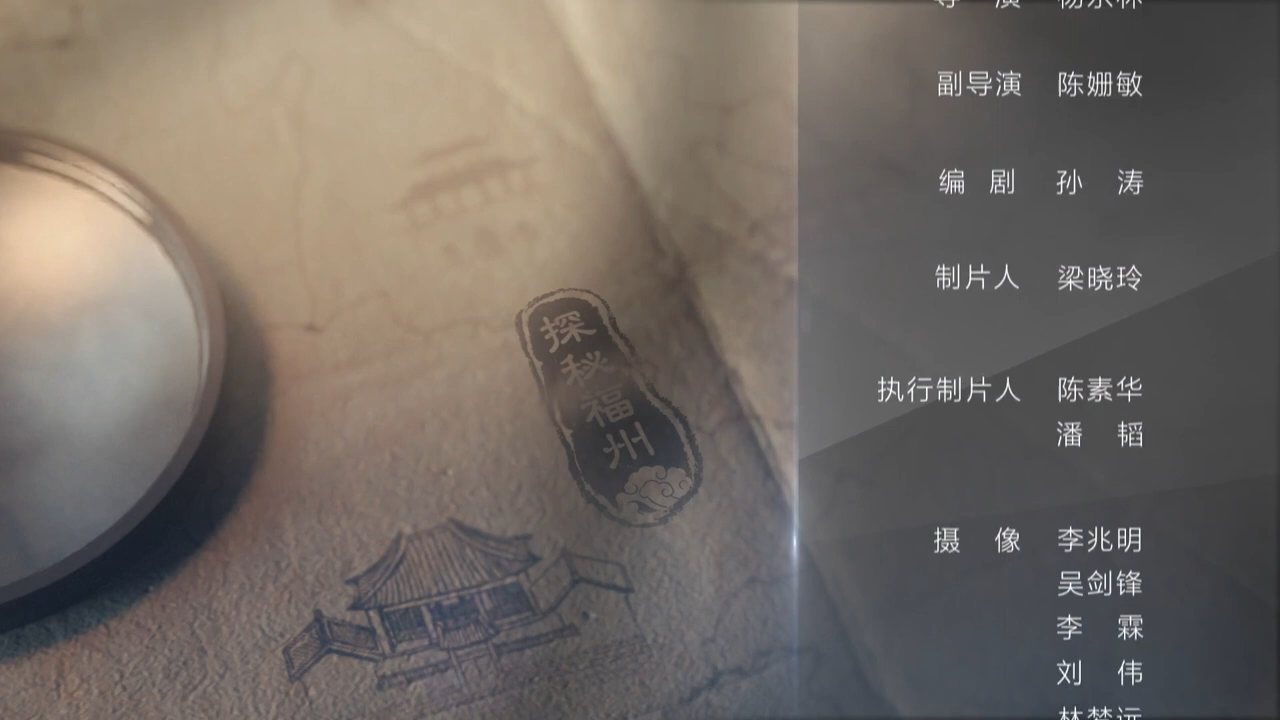 探秘福州
副导演 陈姗敏
编 剧 孙 涛
制片人 梁晓玲
执行制片人 陈素华
潘 韬
摄 像 李兆明
吴剑锋
李 霖
刘 伟